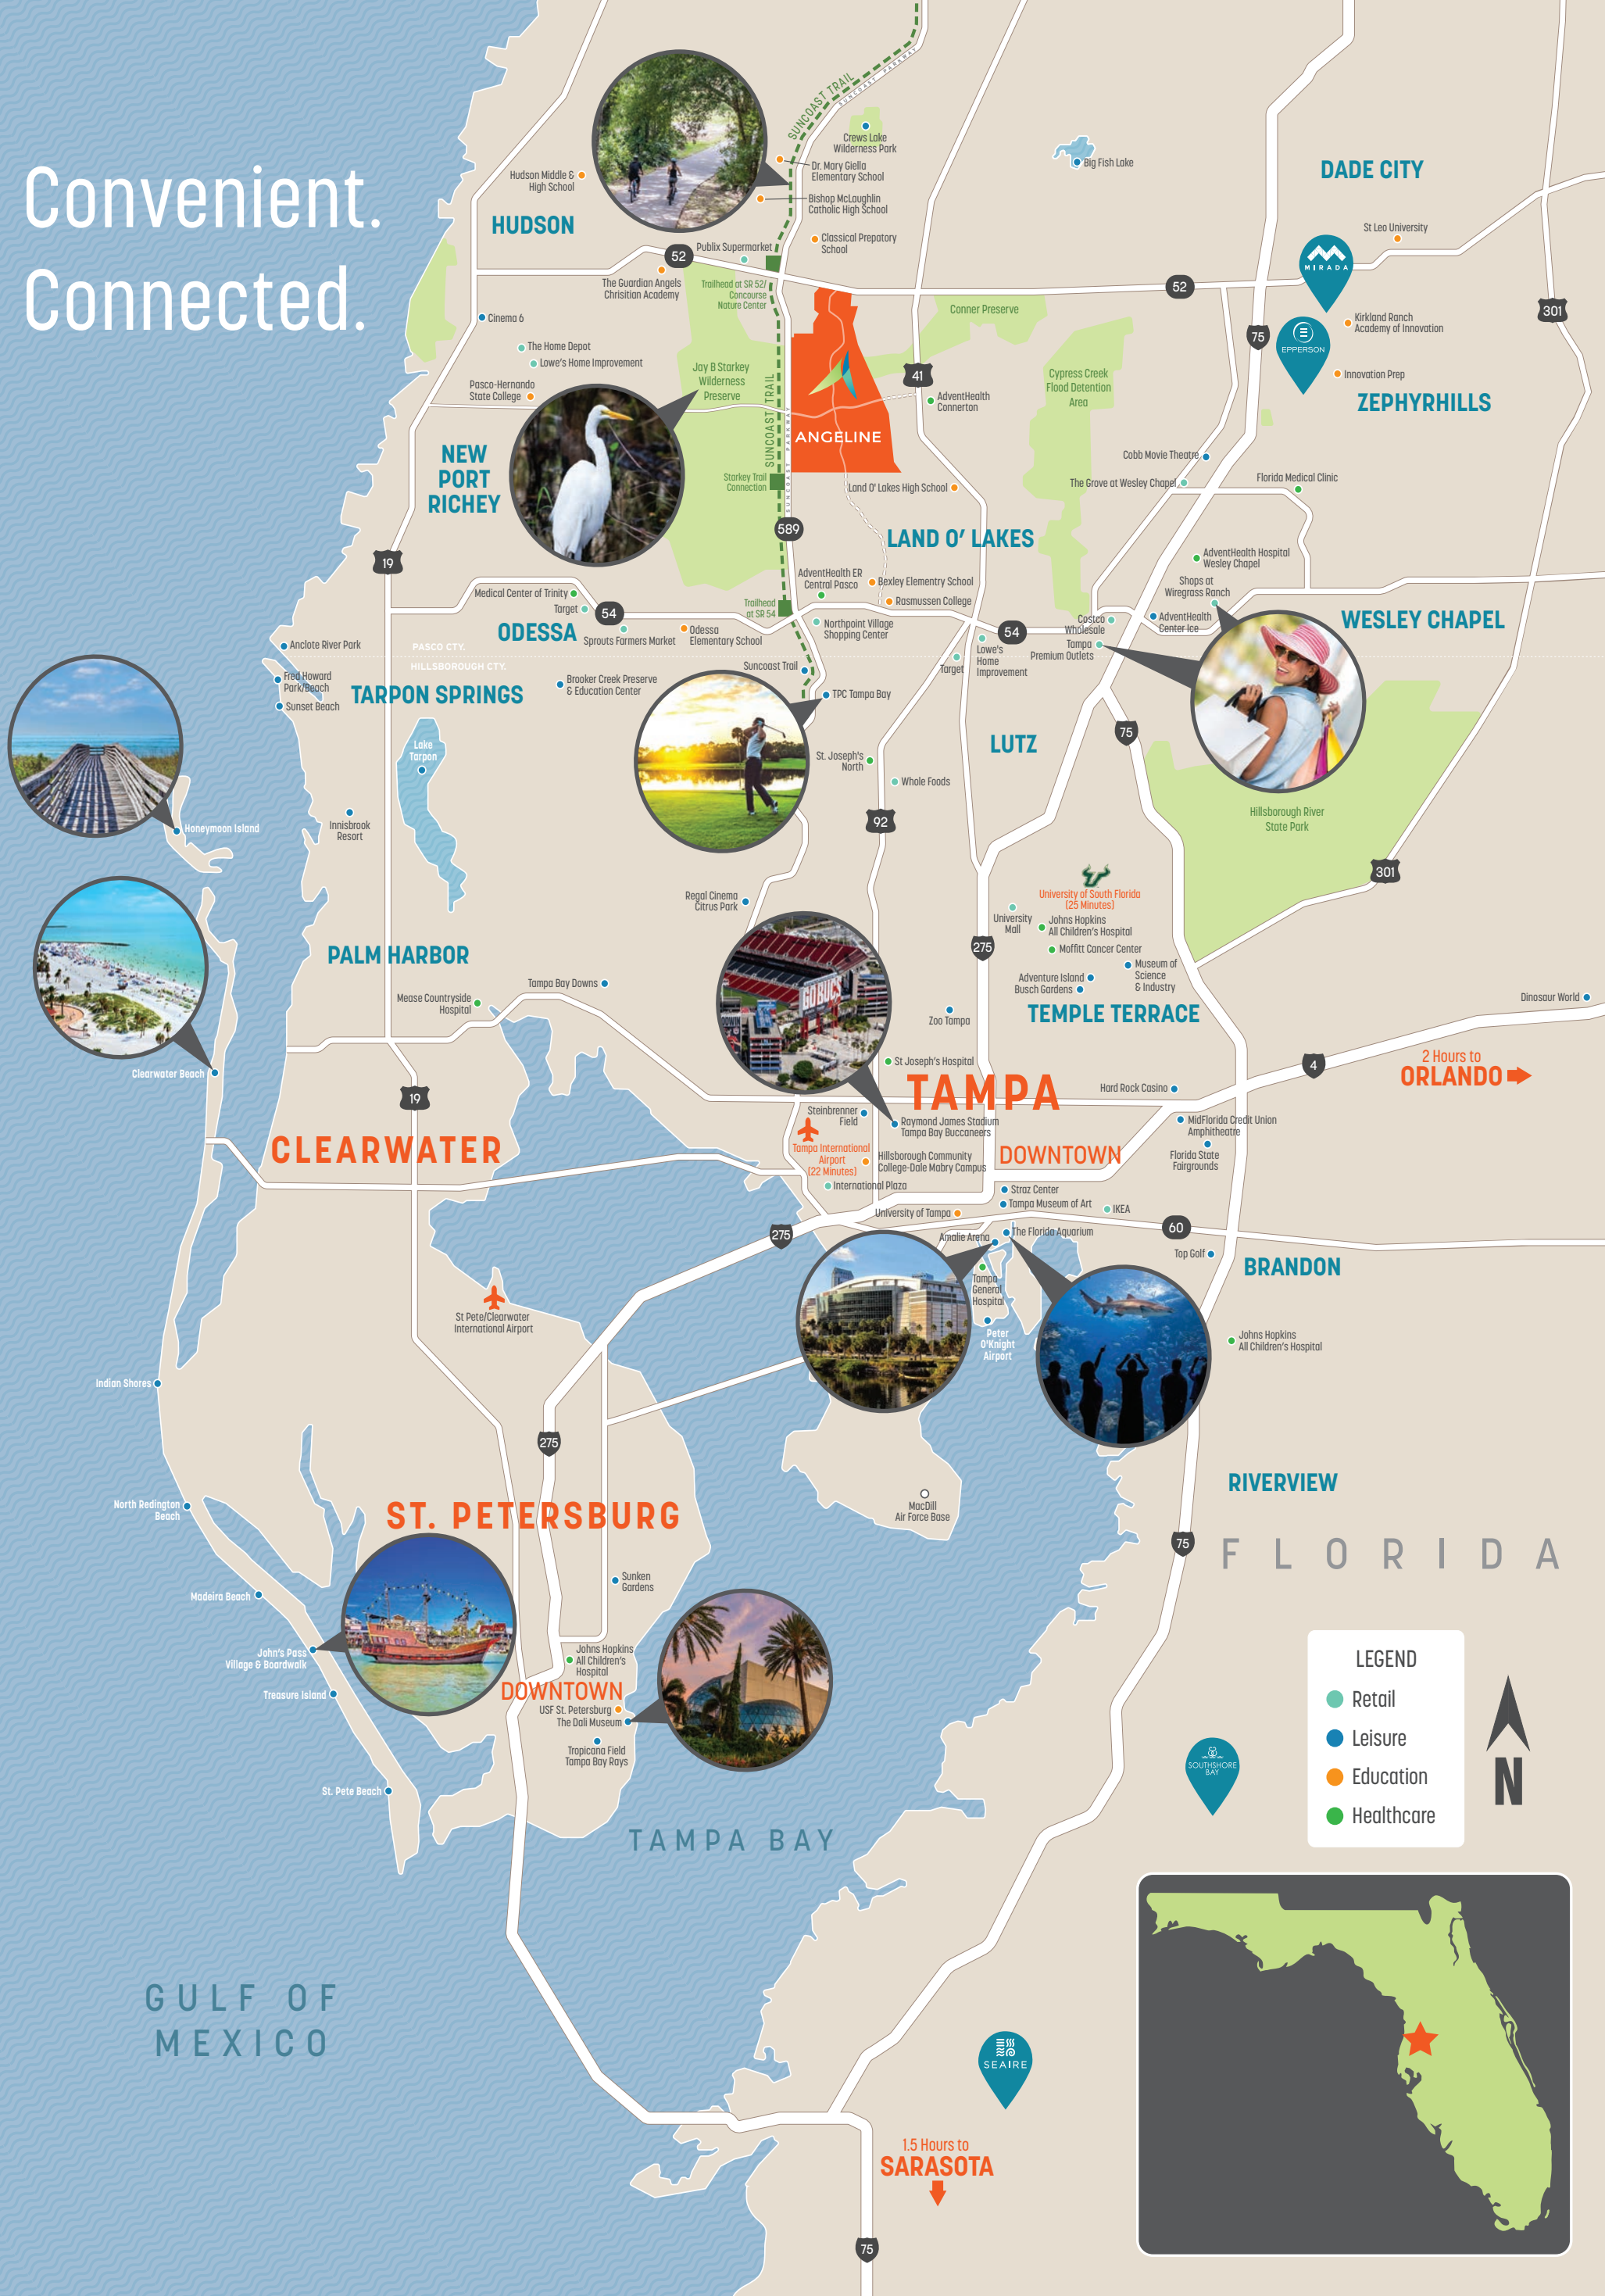 Convenient.
Connected.
SUNCOAST TRAIL
SUNCOAST PARKWAY
Crews Lake
Wilderness Park
Dr. Mary Giella
Elementary School
Bishop McLaughlin
Catholic High School
Classical Prepatory
School
Big Fish Lake
DADE CITY
St Leo University
MIRADA
Hudson Middle &
High School
HUDSON
Publix Supermarket
52
The Guardian Angels
Chrisitian Academy
Trailhead at SR 52/
Concourse
Nature Center
52
301
Conner Preserve
75
EPPERSON
Kirkland Ranch
Academy of Innovation
Innovation Prep
ZEPHYRHILLS
Cinema 6
The Home Depot
Lowe's Home Improvement
Pasco-Hernando
State College
Jay B Starkey
Wilderness
Preserve
SUNCOAST TRAIL
SUNCOAST PARKWAY
ANGELINE
41
AdventHealth
Connerton
Cypress Creek
Flood Detention
Area
NEW
PORT
RICHEY
Starkey Trail
Connection
Land O' Lakes High School
Cobb Movie Theatre
The Grove at Wesley Chapel
Florida Medical Clinic
589
LAND O' LAKES
19
AdventHealth ER
Central Pasco
Bexley Elementry School
Rasmussen College
AdventHealth Hospital
Wesley Chapel
Shops at
Wiregrass Ranch
Medical Center of Trinity
Target
54
Trailhead
at SR 54
ODESSA
Sprouts Farmers Market
Odessa
Elementary School
Northpoint Village
Shopping Center
54
Costco
Wholesale
Tampa
Premium Outlets
AdventHealth
Center Ice
WESLEY CHAPEL
Lowe's
Home
Improvement
Target
Anclote River Park
PASCO CTY.
HILLSBOROUGH CTY.
Fred Howard
Park/Beach
Sunset Beach
TARPON SPRINGS
Brooker Creek Preserve
& Education Center
Suncoast Trail
TPC Tampa Bay
Lake
Tarpon
LUTZ
75
St. Joseph's
North
Whole Foods
Honeymoon Island
Innisbrook
Resort
92
Hillsborough River
State Park
301
Regal Cinema
Citrus Park
University of South Florida
(25 Minutes)
University
Mall
Johns Hopkins
All Children's Hospital
Moffitt Cancer Center
275
PALM HARBOR
Museum of
Science
& Industry
Adventure Island
Busch Gardens
TEMPLE TERRACE
Tampa Bay Downs
Mease Countryside
Hospital
GO BUCS
Zoo Tampa
Dinosaur World
St Joseph's Hospital
4
2 Hours to
ORLANDO
Clearwater Beach
19
TAMPA
Hard Rock Casino
Steinbrenner
Field
Raymond James Stadium
Tampa Bay Buccaneers
MidFlorida Credit Union
Amphitheatre
CLEARWATER
Tampa International
Airport
(22 Minutes)
Hillsborough Community
College-Dale Mabry Campus
DOWNTOWN
Florida State
Fairgrounds
International Plaza
Straz Center
Tampa Museum of Art
IKEA
University of Tampa
275
60
Amalie Arena
The Florida Aquarium
Top Golf
BRANDON
Tampa
General
Hospital
St Pete/Clearwater
International Airport
Peter
O'Knight
Airport
Johns Hopkins
All Children's Hospital
Indian Shores
275
RIVERVIEW
North Redington
Beach
MacDill
Air Force Base
ST. PETERSBURG
75
FLORIDA
Sunken
Gardens
Madeira Beach
John's Pass
Village & Boardwalk
Johns Hopkins
All Children's
Hospital
DOWNTOWN
Treasure Island
USF St. Petersburg
The Dali Museum
Tropicana Field
Tampa Bay Rays
St. Pete Beach
SOUTHSHORE
BAY
LEGEND
Retail
Leisure
Education
Healthcare
N
TAMPA BAY
GULF OF
MEXICO
SEAIRE
1.5 Hours to
SARASOTA
75